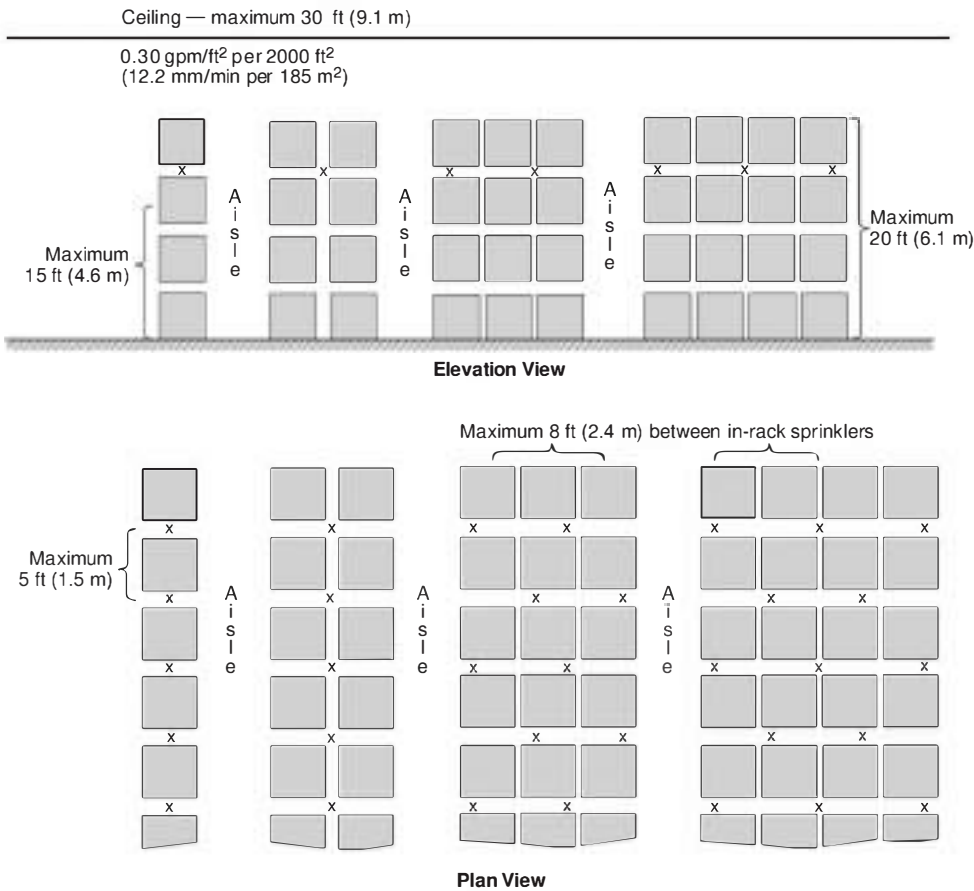 Ceiling — maximum 30 ft (9.1 m)
0.30 gpm/ft² per 2000 ft²
(12.2 mm/min per 185 m²)
x
x
x
x
x
x
x
Aisle
Aisle
Aisle
Maximum
15 ft (4.6 m)
Maximum
20 ft (6.1 m)
Elevation View
Maximum 8 ft (2.4 m) between in-rack sprinklers
x x x x x x x
Maximum
5 ft (1.5 m)
x x x x x x
Aisle
Aisle
Aisle
x x x x x x x
x x x x x x
x x x x x x x
Plan View